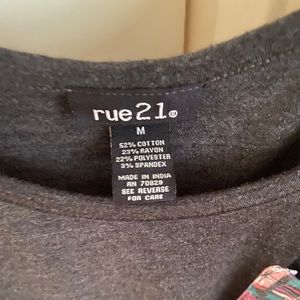 rue21®
M
52% COTTON
23% RAYON
22% POLYESTER
3% SPANDEX
MADE IN INDIA
RN 70829
SEE REVERSE
FOR CARE